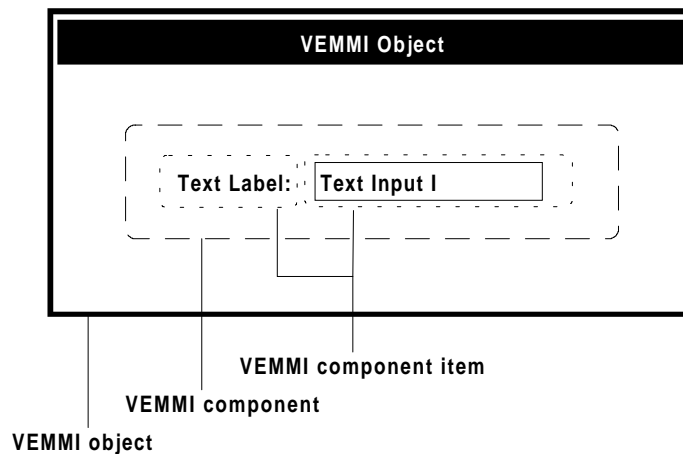 VEMMI Object
Text Label: Text Input I
VEMMI component item
VEMMI component
VEMMI object